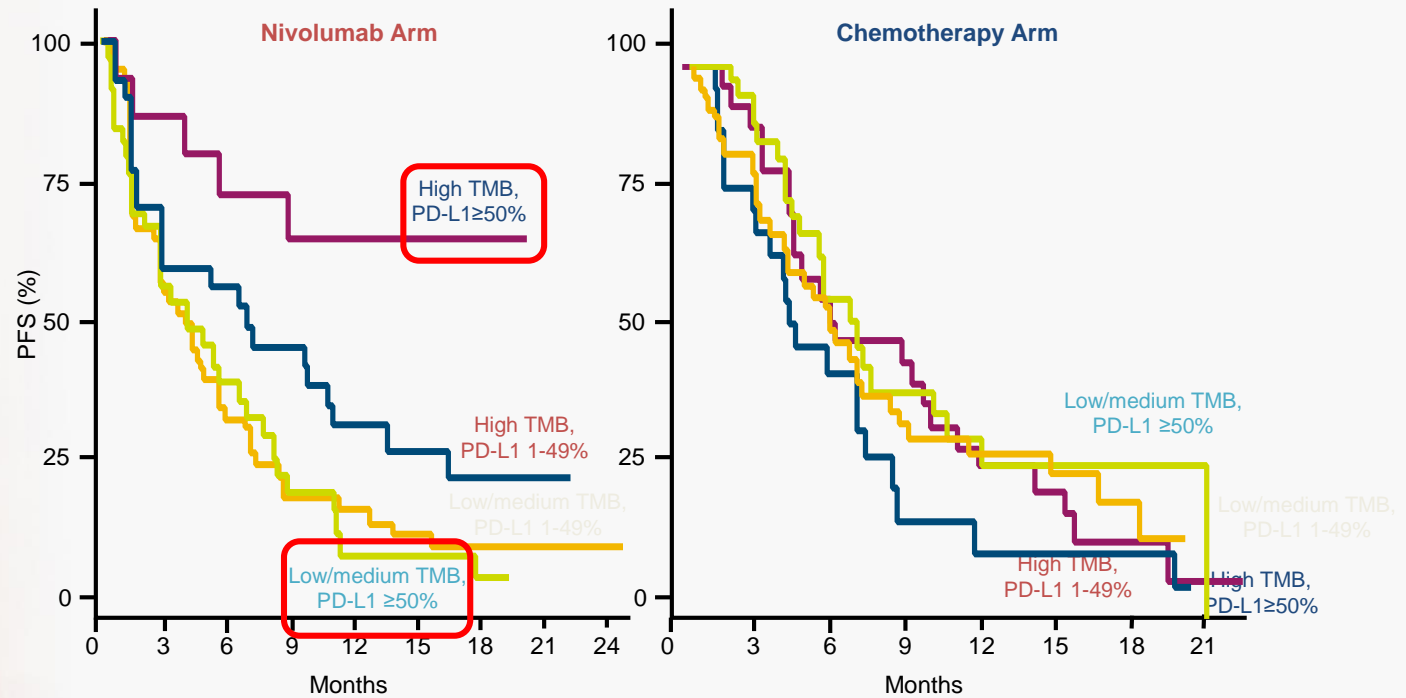 Nivolumab Arm
PFS (%)
100
75
50
25
0
High TMB,
PD-L1≥50%
High TMB,
PD-L1 1-49%
Low/medium TMB,
PD-L1 1-49%
Low/medium TMB,
PD-L1 ≥50%
0 3 6 9 12 15 18 21 24
Months
Chemotherapy Arm
100
75
50
25
0
Low/medium TMB,
PD-L1 ≥50%
Low/medium TMB,
PD-L1 1-49%
High TMB,
PD-L1 1-49%
High TMB,
PD-L1≥50%
0 3 6 9 12 15 18 21
Months